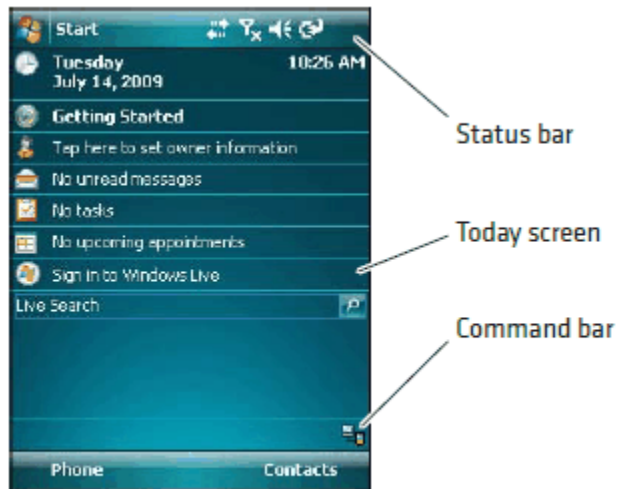 Start
Tuesday 10:26 AM
July 14, 2009
Getting Started
Tap here to set owner information
No unread messages
No tasks
No upcoming appointments
Sign in to Windows Live
Live Search
Phone Contacts
Status bar
Today screen
Command bar